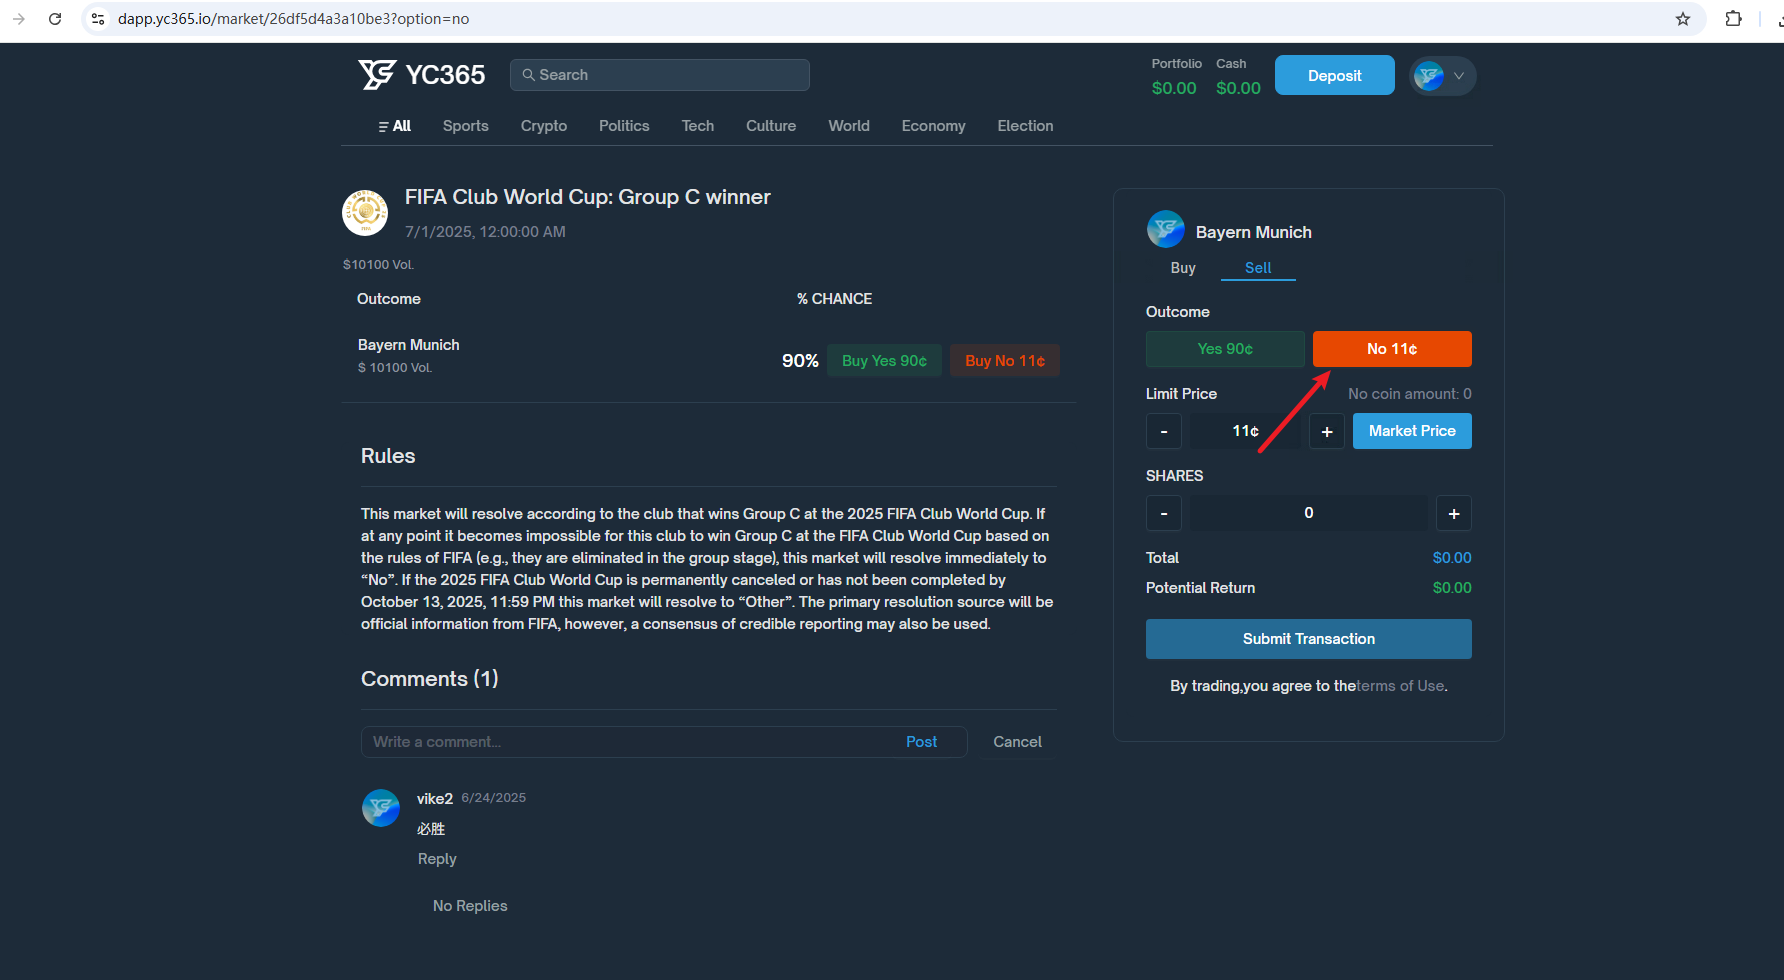 dapp.yc365.io/market/26df5d4a3a10be3?option=no
YC365
Search
Portfolio
$0.00
Cash
$0.00
Deposit
All
Sports
Crypto
Politics
Tech
Culture
World
Economy
Election
FIFA Club World Cup: Group C winner
7/1/2025, 12:00:00 AM
$10100 Vol.
Outcome
% CHANCE
Bayern Munich
$ 10100 Vol.
90%
Buy Yes 90¢
Buy No 11¢
Rules
This market will resolve according to the club that wins Group C at the 2025 FIFA Club World Cup. If
at any point it becomes impossible for this club to win Group C at the FIFA Club World Cup based on
the rules of FIFA (e.g., they are eliminated in the group stage), this market will resolve immediately to
“No”. If the 2025 FIFA Club World Cup is permanently canceled or has not been completed by
October 13, 2025, 11:59 PM this market will resolve to “Other”. The primary resolution source will be
official information from FIFA, however, a consensus of credible reporting may also be used.
Comments (1)
Write a comment...
Post
Cancel
vike2 6/24/2025
必胜
Reply
No Replies
Bayern Munich
Buy
Sell
Outcome
Yes 90¢
No 11¢
Limit Price
No coin amount: 0
-
11¢
+
Market Price
SHARES
-
0
+
Total
$0.00
Potential Return
$0.00
Submit Transaction
By trading,you agree to theterms of Use.